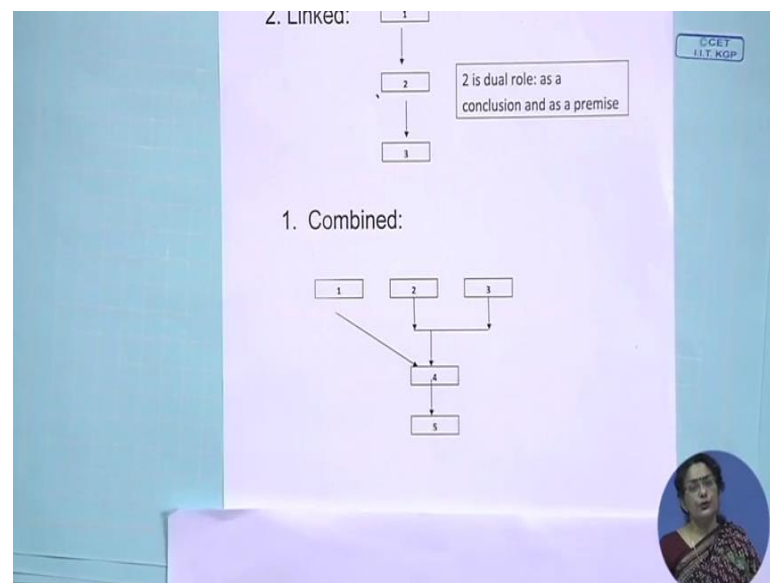 2. Linked:
1
©CET
I.I.T. KGP
2
2 is dual role: as a
conclusion and as a premise
3
1. Combined:
1 2 3
4
5